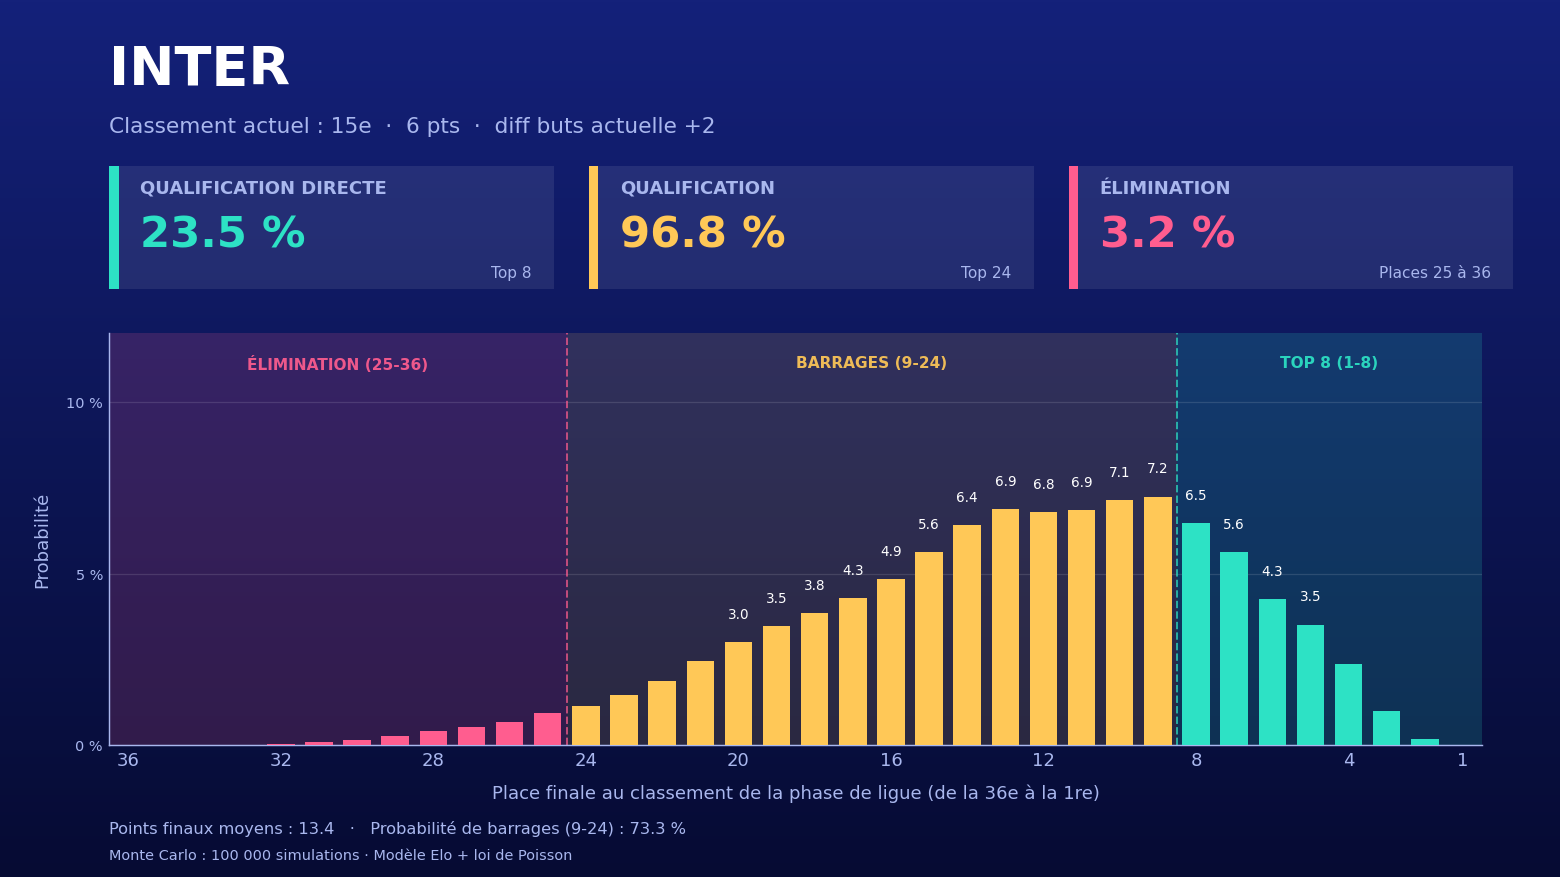 INTER
Classement actuel : 15e · 6 pts · diff buts actuelle +2
QUALIFICATION DIRECTE
23.5 %
Top 8
QUALIFICATION
96.8 %
Top 24
ÉLIMINATION
3.2 %
Places 25 à 36
ÉLIMINATION (25-36)
BARRAGES (9-24)
TOP 8 (1-8)
Probabilité
10 %
5 %
0 %
3.0
3.5
3.8
4.3
4.9
5.6
6.4
6.9
6.8
6.9
7.1
7.2
6.5
5.6
4.3
3.5
36 32 28 24 20 16 12 8 4 1
Place finale au classement de la phase de ligue (de la 36e à la 1re)
Points finaux moyens : 13.4 · Probabilité de barrages (9-24) : 73.3 %
Monte Carlo : 100 000 simulations · Modèle Elo + loi de Poisson